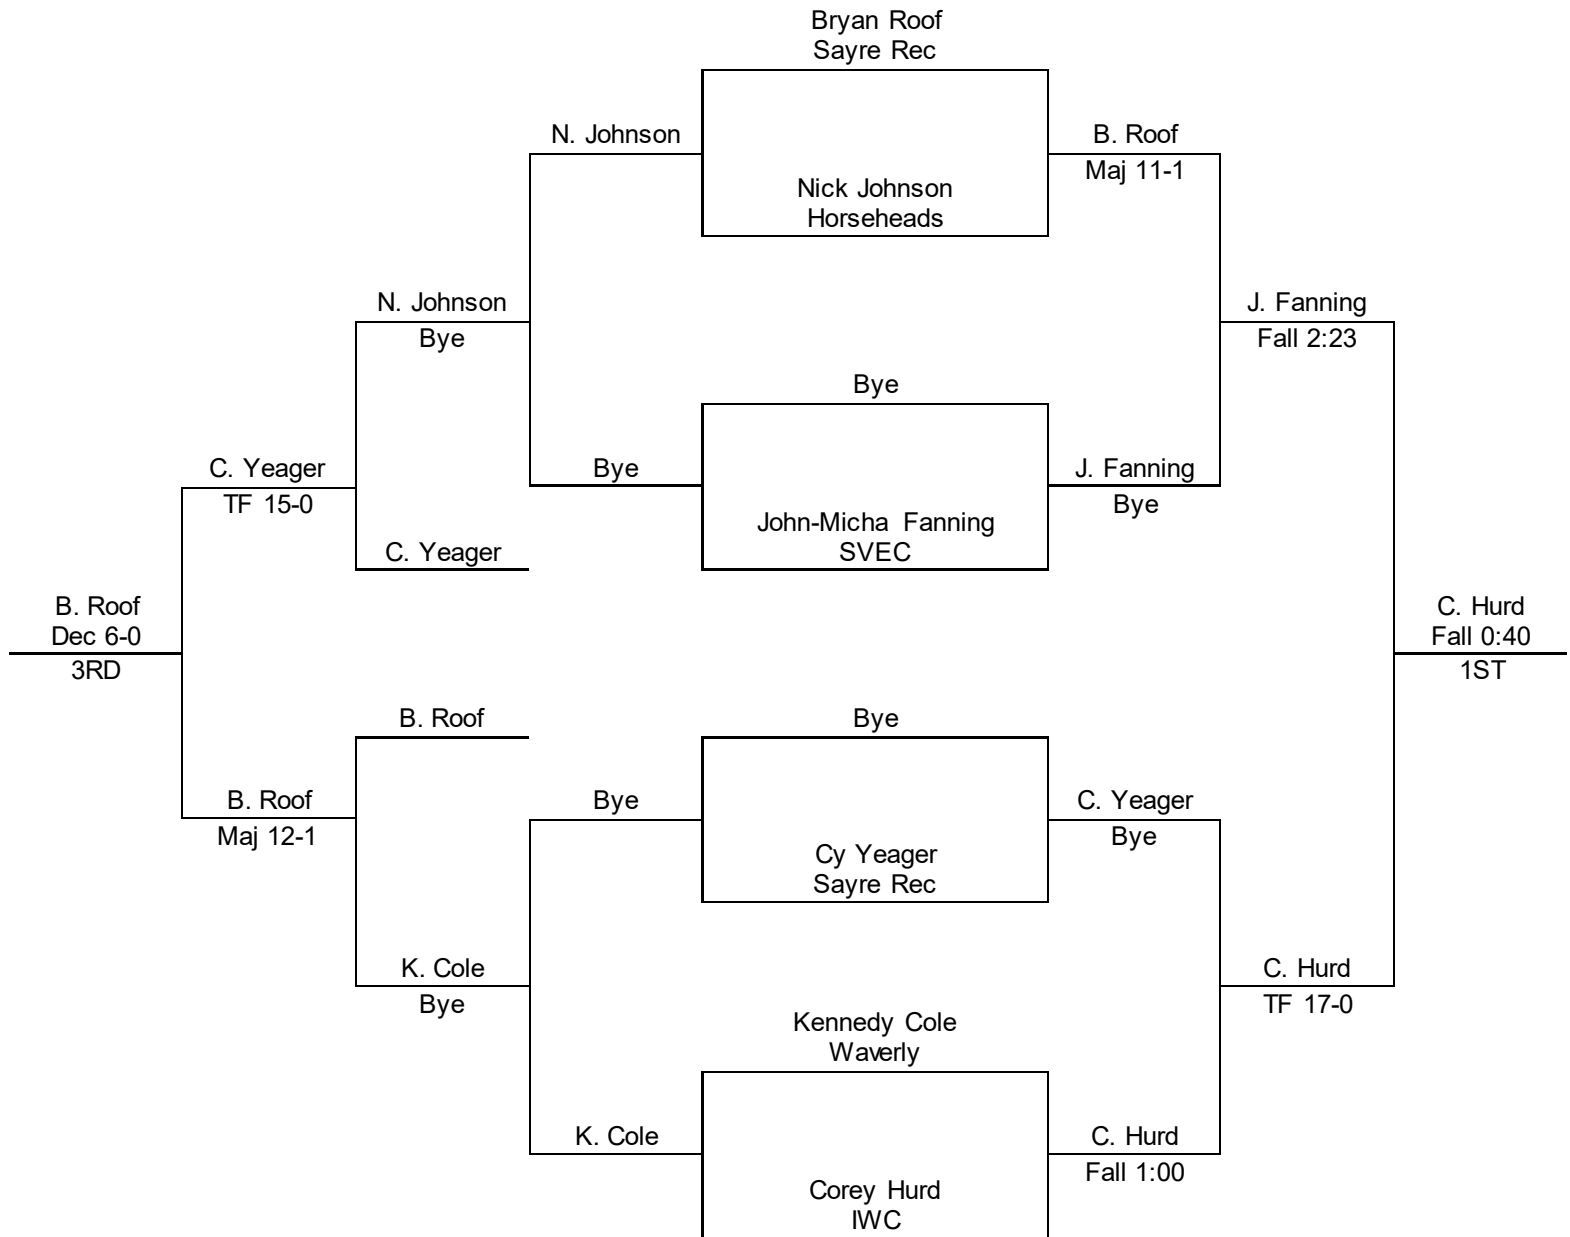 Bryan Roof
Sayre Rec
N. Johnson
B. Roof
Maj 11-1
Nick Johnson
Horseheads
N. Johnson
Bye
J. Fanning
Fall 2:23
Bye
C. Yeager
TF 15-0
Bye
J. Fanning
Bye
John-Micha Fanning
SVEC
C. Yeager
B. Roof
Dec 6-0
3RD
C. Hurd
Fall 0:40
1ST
B. Roof
Bye
B. Roof
Maj 12-1
Bye
C. Yeager
Bye
Cy Yeager
Sayre Rec
K. Cole
Bye
C. Hurd
TF 17-0
Kennedy Cole
Waverly
K. Cole
C. Hurd
Fall 1:00
Corey Hurd
IWC